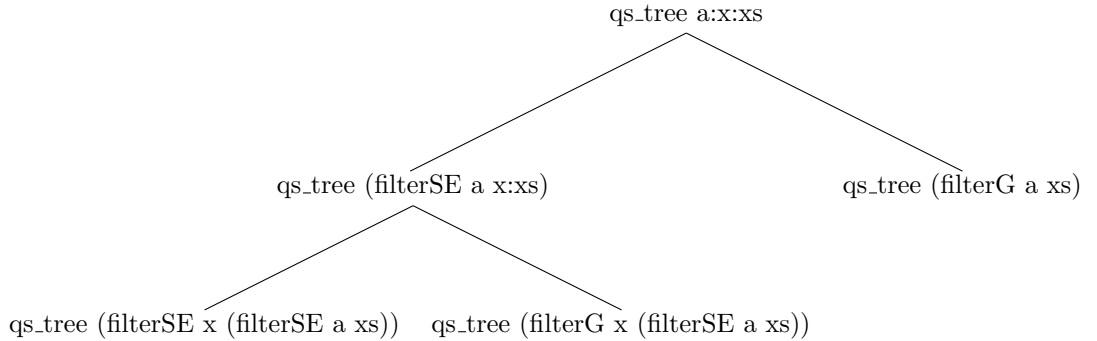 qs_tree a:x:xs
qs_tree (filterSE a x:xs)
qs_tree (filterG a xs)
qs_tree (filterSE x (filterSE a xs))
qs_tree (filterG x (filterSE a xs))